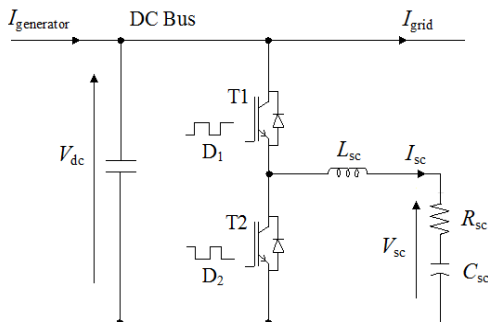 I_generator
DC Bus
I_grid
T1
D_1
V_dc
L_sc
I_sc
T2
D_2
V_sc
R_sc
C_sc